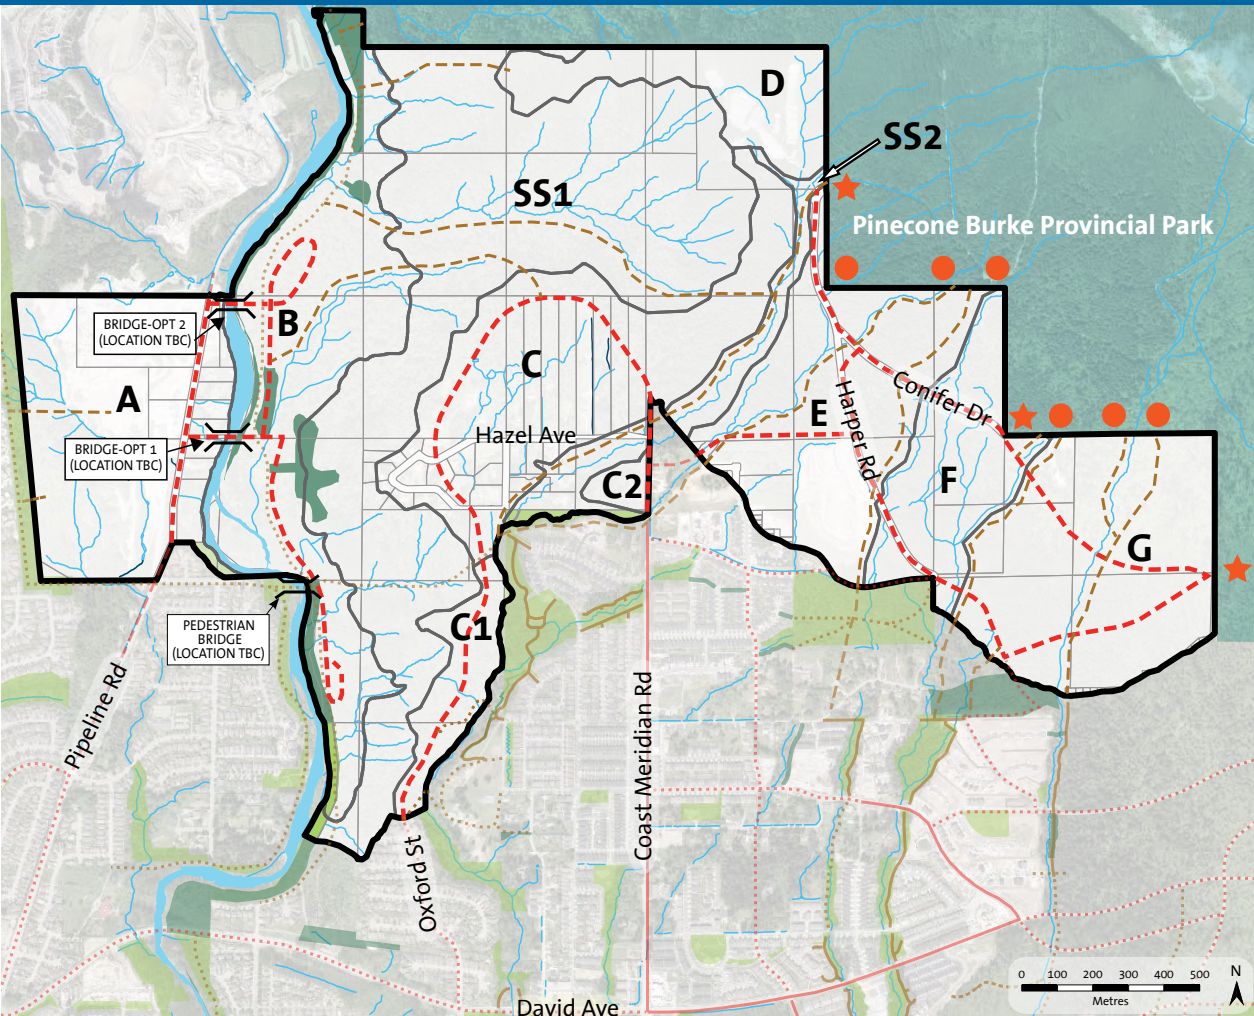 D
SS2
SS1
Pinecone Burke Provincial Park
BRIDGE-OPT 2
(LOCATION TBC)
B
C
A
Conifer Dr
Harper Rd
E
Hazel Ave
BRIDGE-OPT 1
(LOCATION TBC)
C2
F
G
PEDESTRIAN
BRIDGE
(LOCATION TBC)
C1
Pipeline Rd
Coast Meridian Rd
Oxford St
David Ave
0 100 200 300 400 500
Metres
N